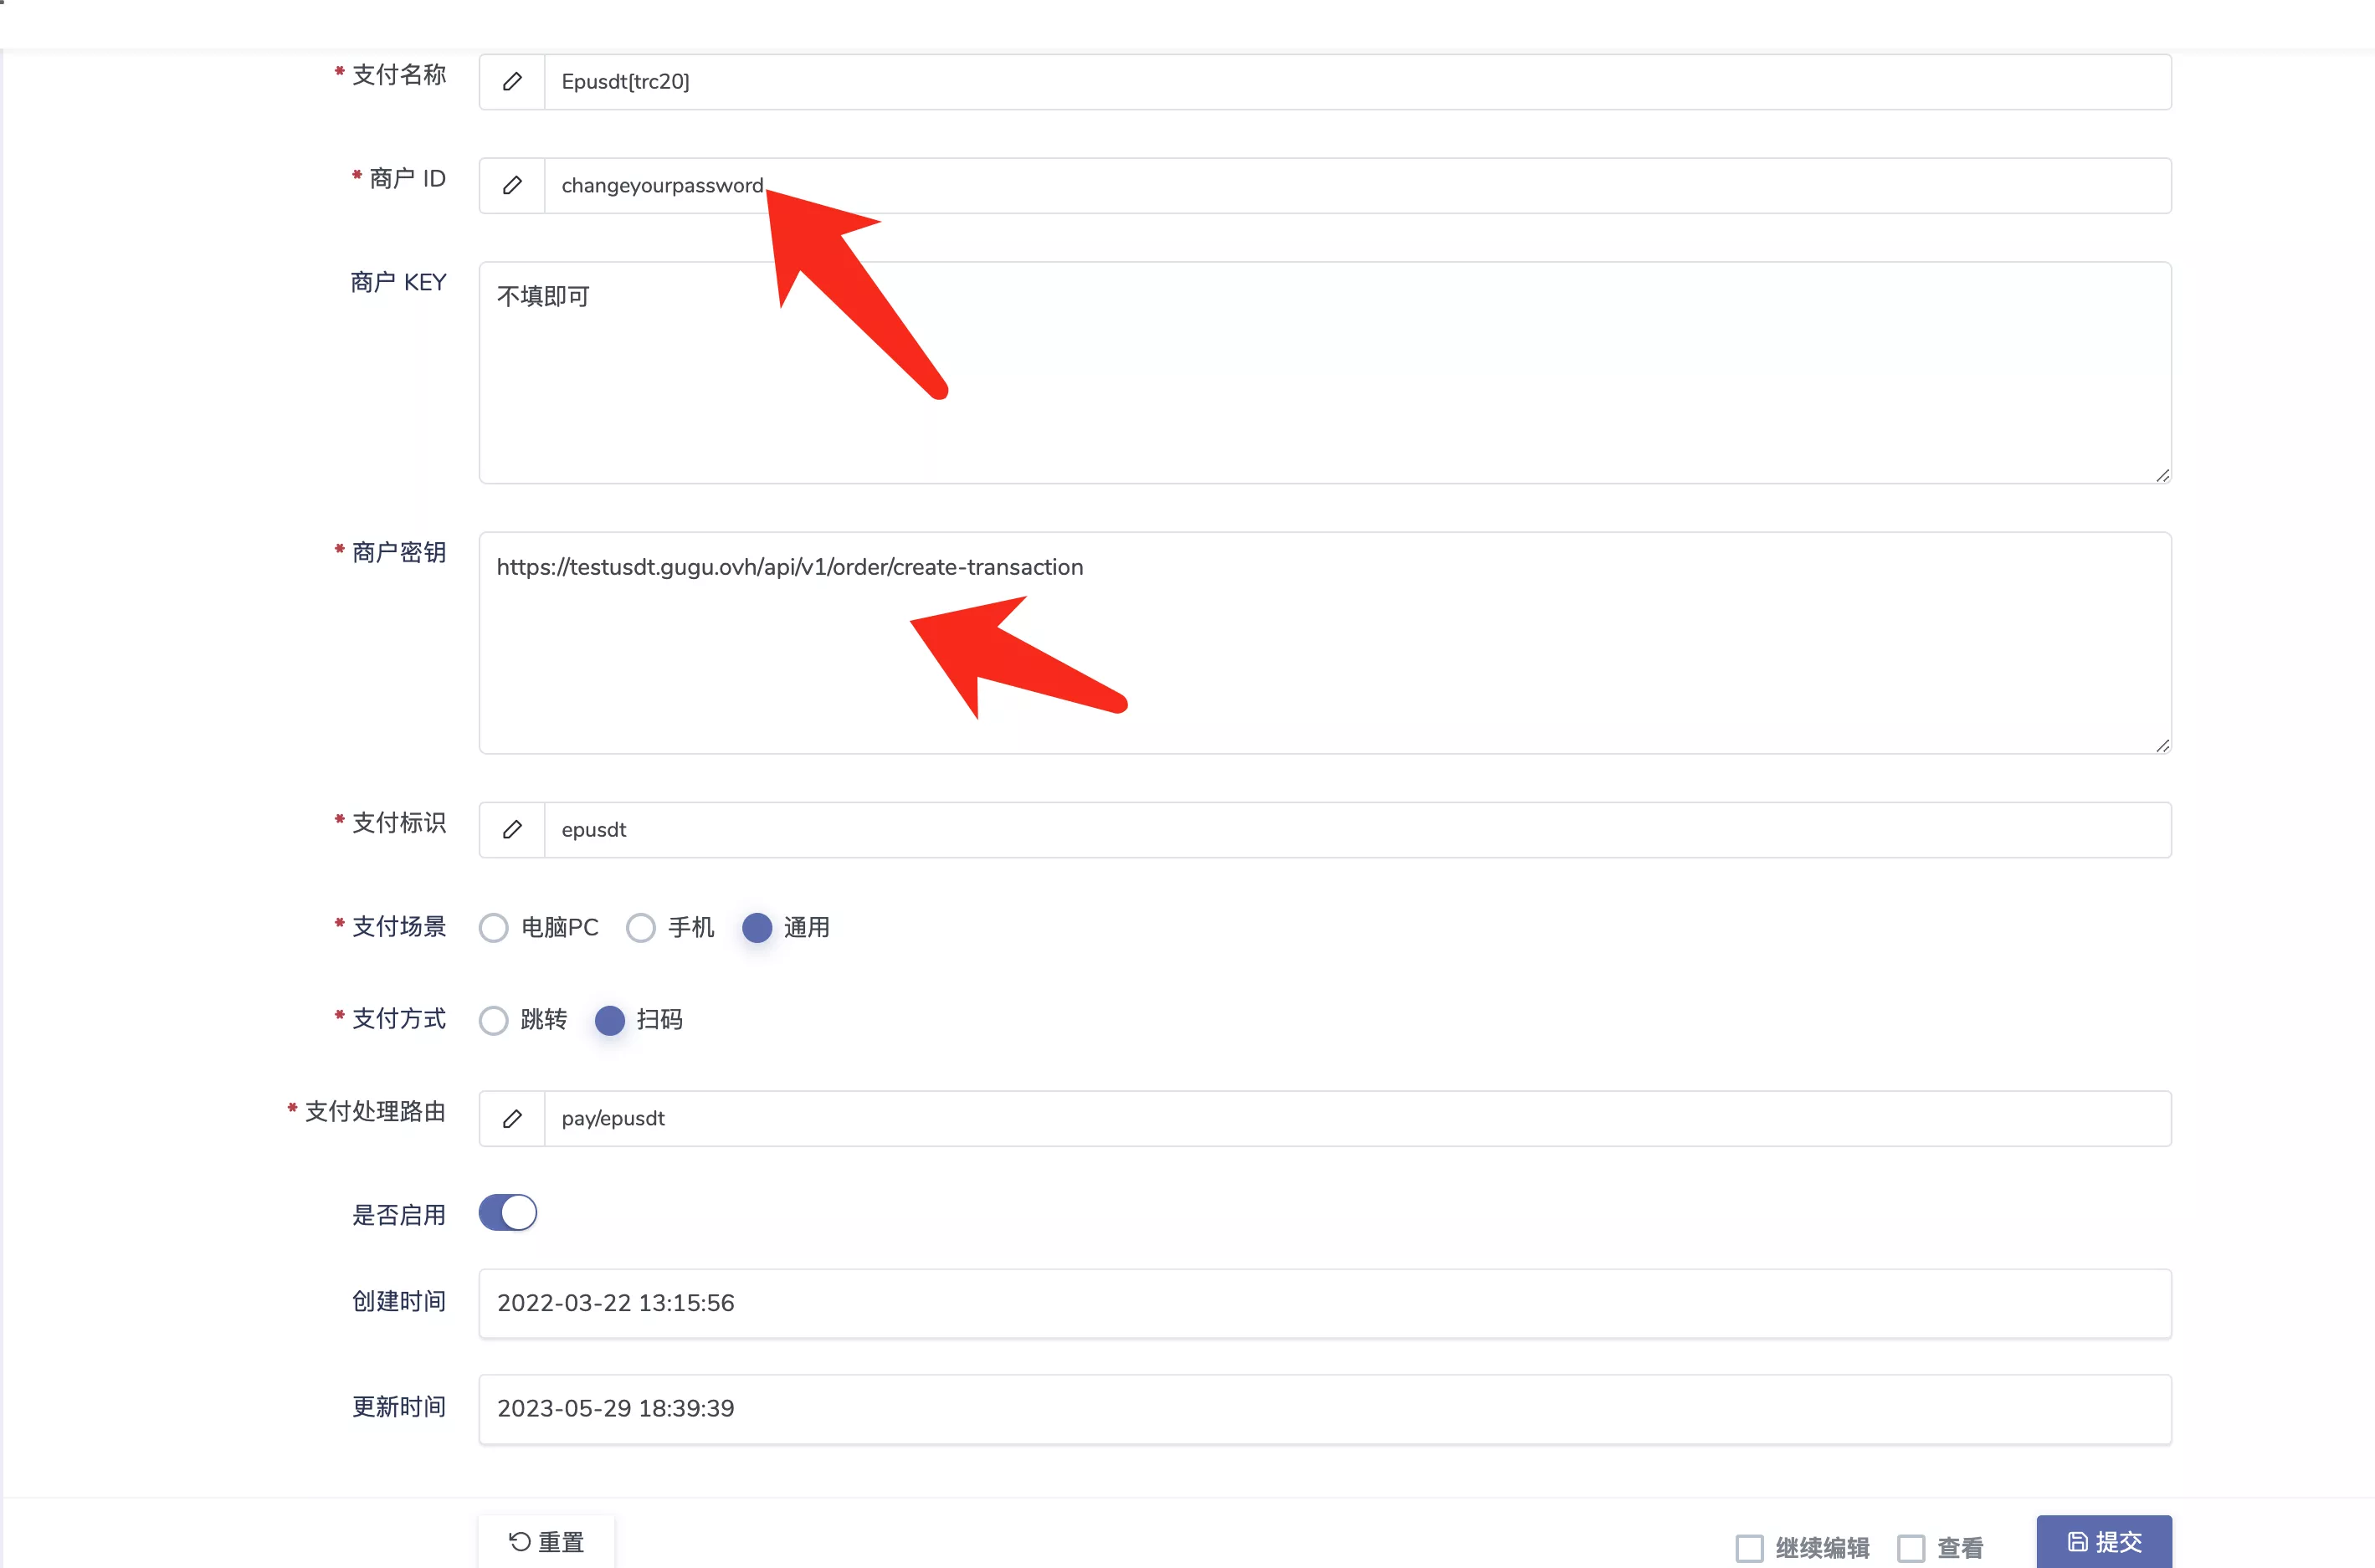 * 支付名称 Epusdt[trc20]
* 商户 ID changeyourpassword
商户 KEY 不填即可
* 商户密钥 https://testusdt.gugu.ovh/api/v1/order/create-transaction
* 支付标识 epusdt
* 支付场景 电脑PC 手机 通用
* 支付方式 跳转 扫码
* 支付处理路由 pay/epusdt
是否启用
创建时间 2022-03-22 13:15:56
更新时间 2023-05-29 18:39:39
重置 继续编辑 查看 提交